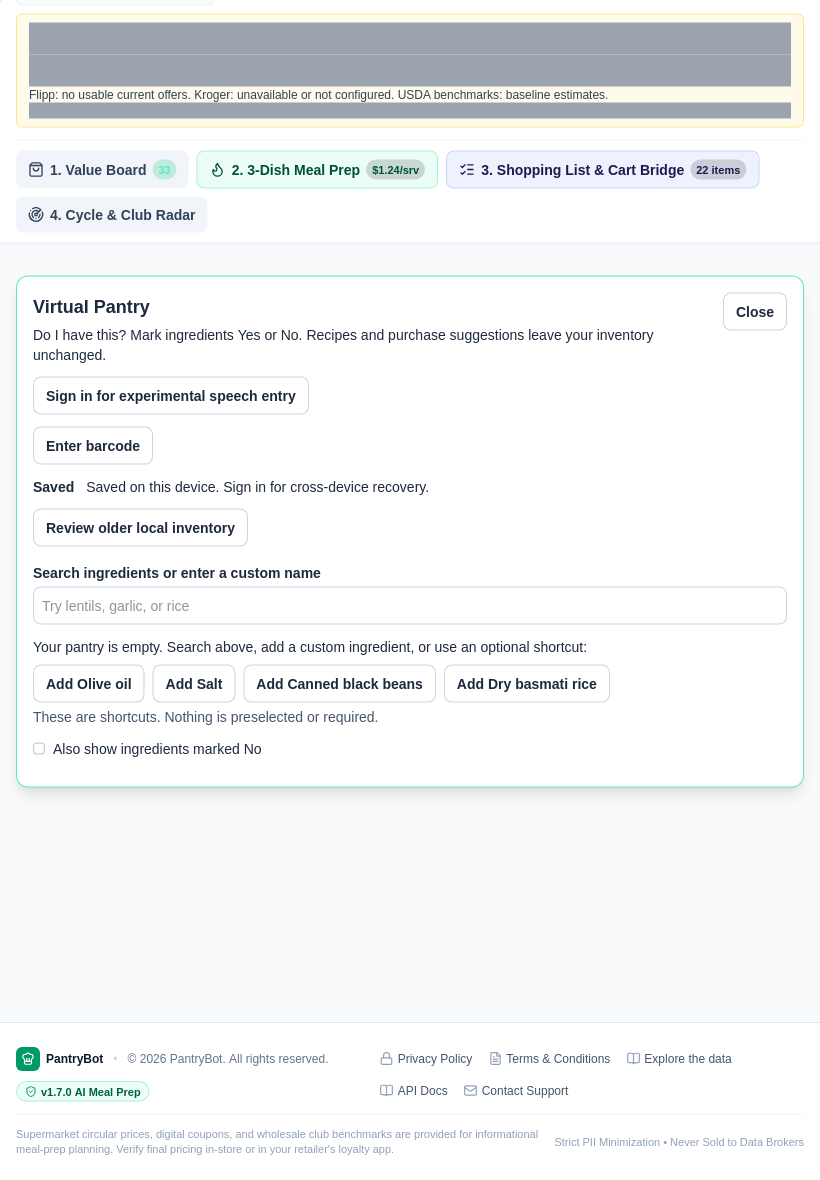 Flipp: no usable current offers. Kroger: unavailable or not configured. USDA benchmarks: baseline estimates.
1. Value Board 33
2. 3-Dish Meal Prep $1.24/srv
3. Shopping List & Cart Bridge 22 items
4. Cycle & Club Radar
Virtual Pantry
Close
Do I have this? Mark ingredients Yes or No. Recipes and purchase suggestions leave your inventory
unchanged.
Sign in for experimental speech entry
Enter barcode
Saved Saved on this device. Sign in for cross-device recovery.
Review older local inventory
Search ingredients or enter a custom name
Try lentils, garlic, or rice
Your pantry is empty. Search above, add a custom ingredient, or use an optional shortcut:
Add Olive oil Add Salt Add Canned black beans Add Dry basmati rice
These are shortcuts. Nothing is preselected or required.
Also show ingredients marked No
PantryBot • © 2026 PantryBot. All rights reserved.
v1.7.0 AI Meal Prep
Privacy Policy Terms & Conditions Explore the data
API Docs Contact Support
Supermarket circular prices, digital coupons, and wholesale club benchmarks are provided for informational
meal-prep planning. Verify final pricing in-store or in your retailer's loyalty app.
Strict PII Minimization • Never Sold to Data Brokers